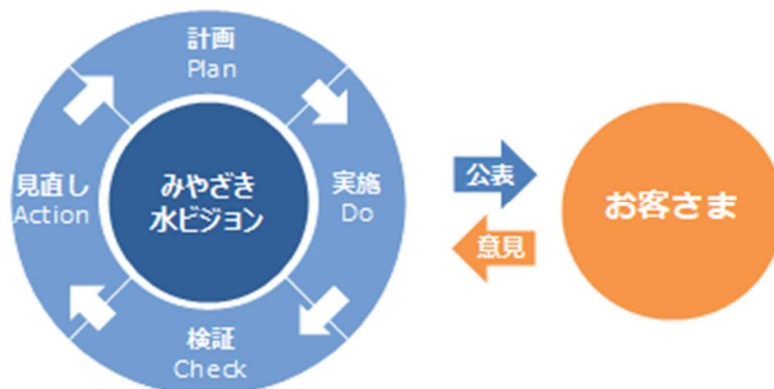 計画
Plan
実施
Do
検証
Check
見直し
Action
みやざき
水ビジョン
公表
意見
お客さま